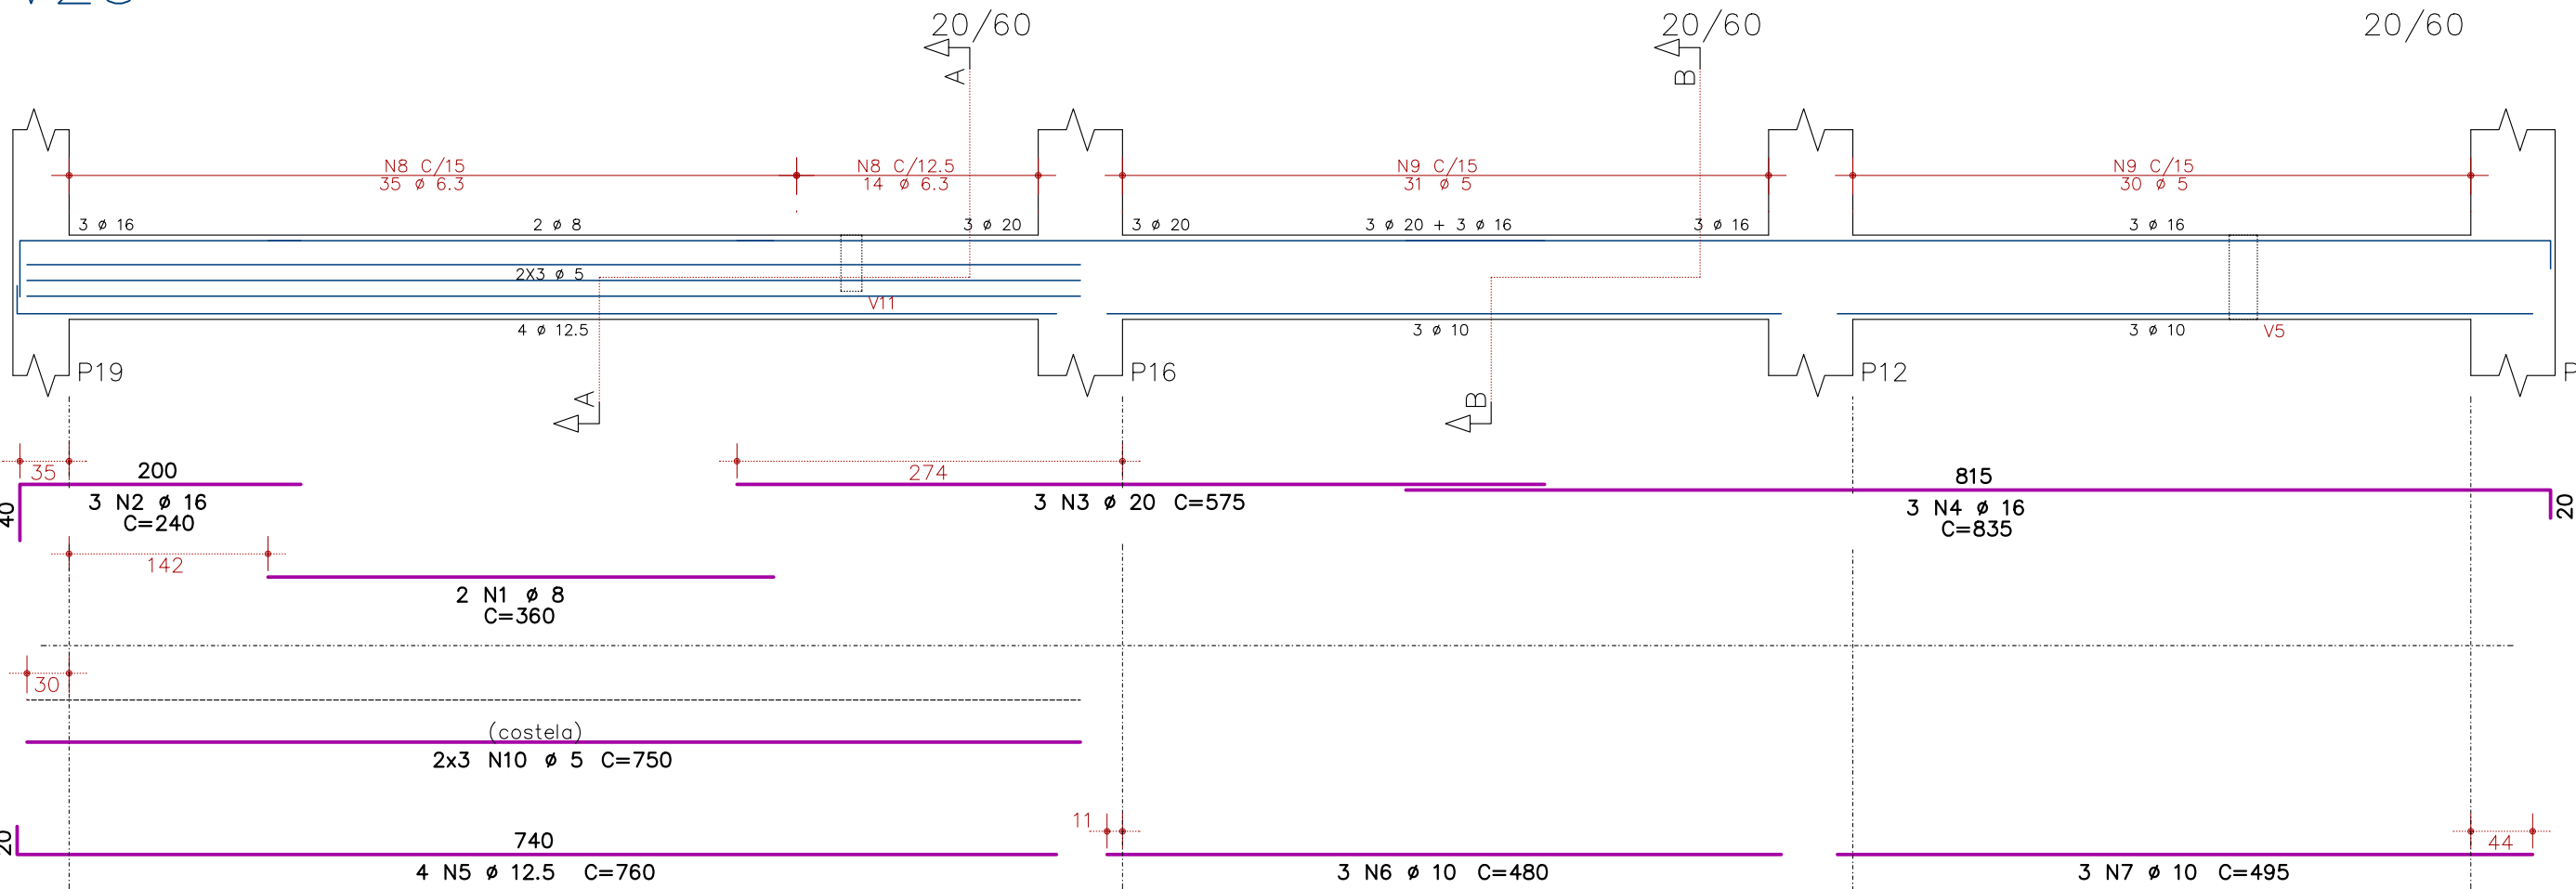 20/60
20/60
20/60
A
B
N8 C/15
35 ø 6.3
N8 C/12.5
14 ø 6.3
N9 C/15
31 ø 5
N9 C/15
30 ø 5
3 ø 16
2 ø 8
3 ø 20
3 ø 20
3 ø 20 + 3 ø 16
3 ø 16
3 ø 16
2X3 ø 5
V11
4 ø 12.5
3 ø 10
3 ø 10
V5
P19
P16
P12
P
A
B
35
200
274
815
40
3 N2 ø 16
C=240
3 N3 ø 20 C=575
3 N4 ø 16
C=835
20
142
2 N1 ø 8
C=360
30
(costela)
2x3 N10 ø 5 C=750
20
740
11
44
4 N5 ø 12.5 C=760
3 N6 ø 10 C=480
3 N7 ø 10 C=495